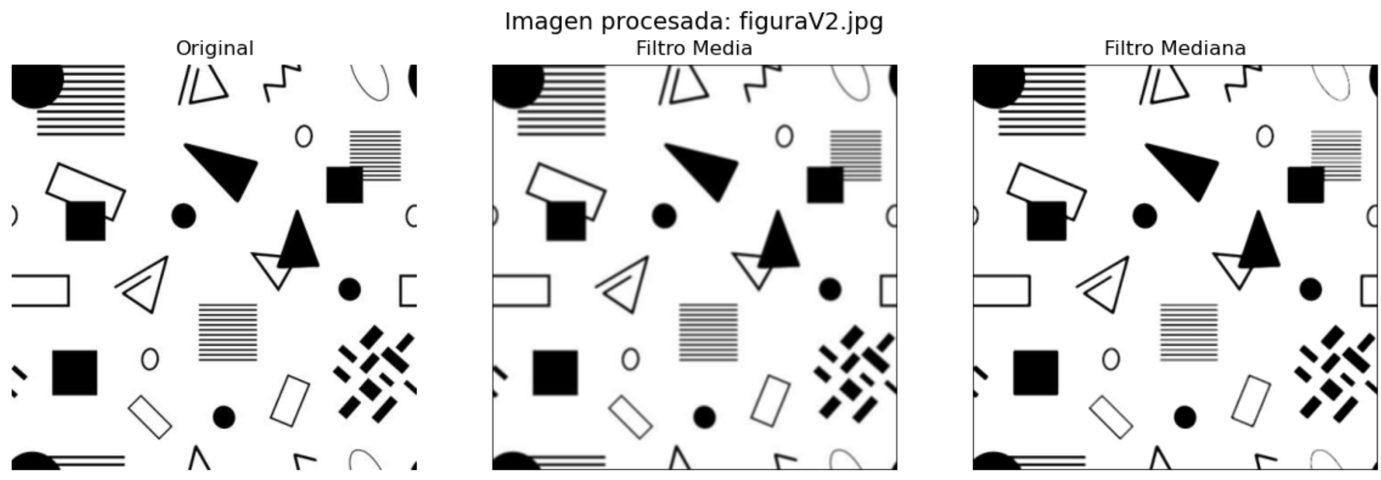 Imagen procesada: figuraV2.jpg
Original
Filtro Media
Filtro Mediana